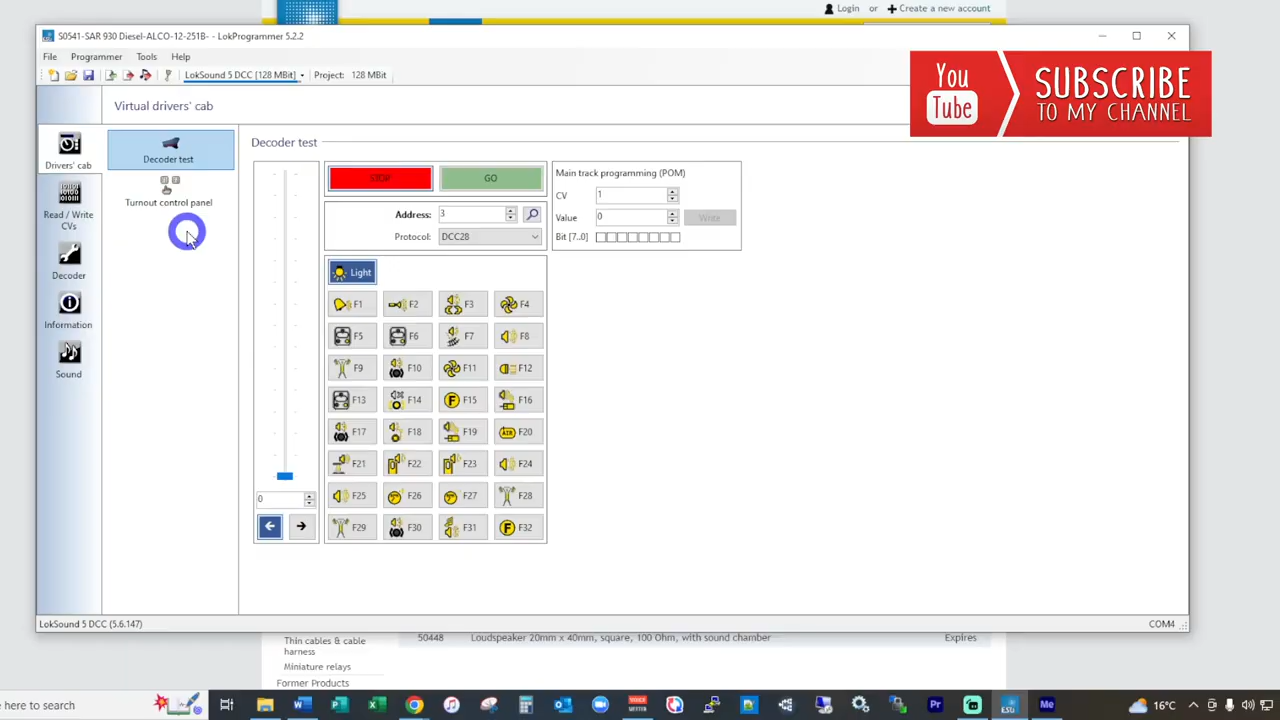 Login or Create a new account
S0541-SAR 930 Diesel-ALCO-12-251B- - LokProgrammer 5.2.2
File Programmer Tools Help
LokSound 5 DCC [128 MBit] Project: 128 MBit
You Tube SUBSCRIBE TO MY CHANNEL
Virtual drivers' cab
Drivers' cab
Read / Write CVs
Decoder
Information
Sound
Decoder test
Turnout control panel
Decoder test
STOP GO
Address: 3
Protocol: DCC28
Main track programming (POM)
CV 1
Value 0 Write
Bit [7..0]
Light
F1 F2 F3 F4
F5 F6 F7 F8
F9 F10 F11 F12
F13 F14 F15 F16
F17 F18 F19 AIR F20
F21 F22 F23 F24
F25 F26 F27 F28
F29 F30 F31 F F32
0
LokSound 5 DCC (5.6.147) COM4
Thin cables & cable harness
Miniature relays
Former Products
50448 Loudspeaker 20mm x 40mm, square, 100 Ohm, with sound chamber Expires
here to search
16°C